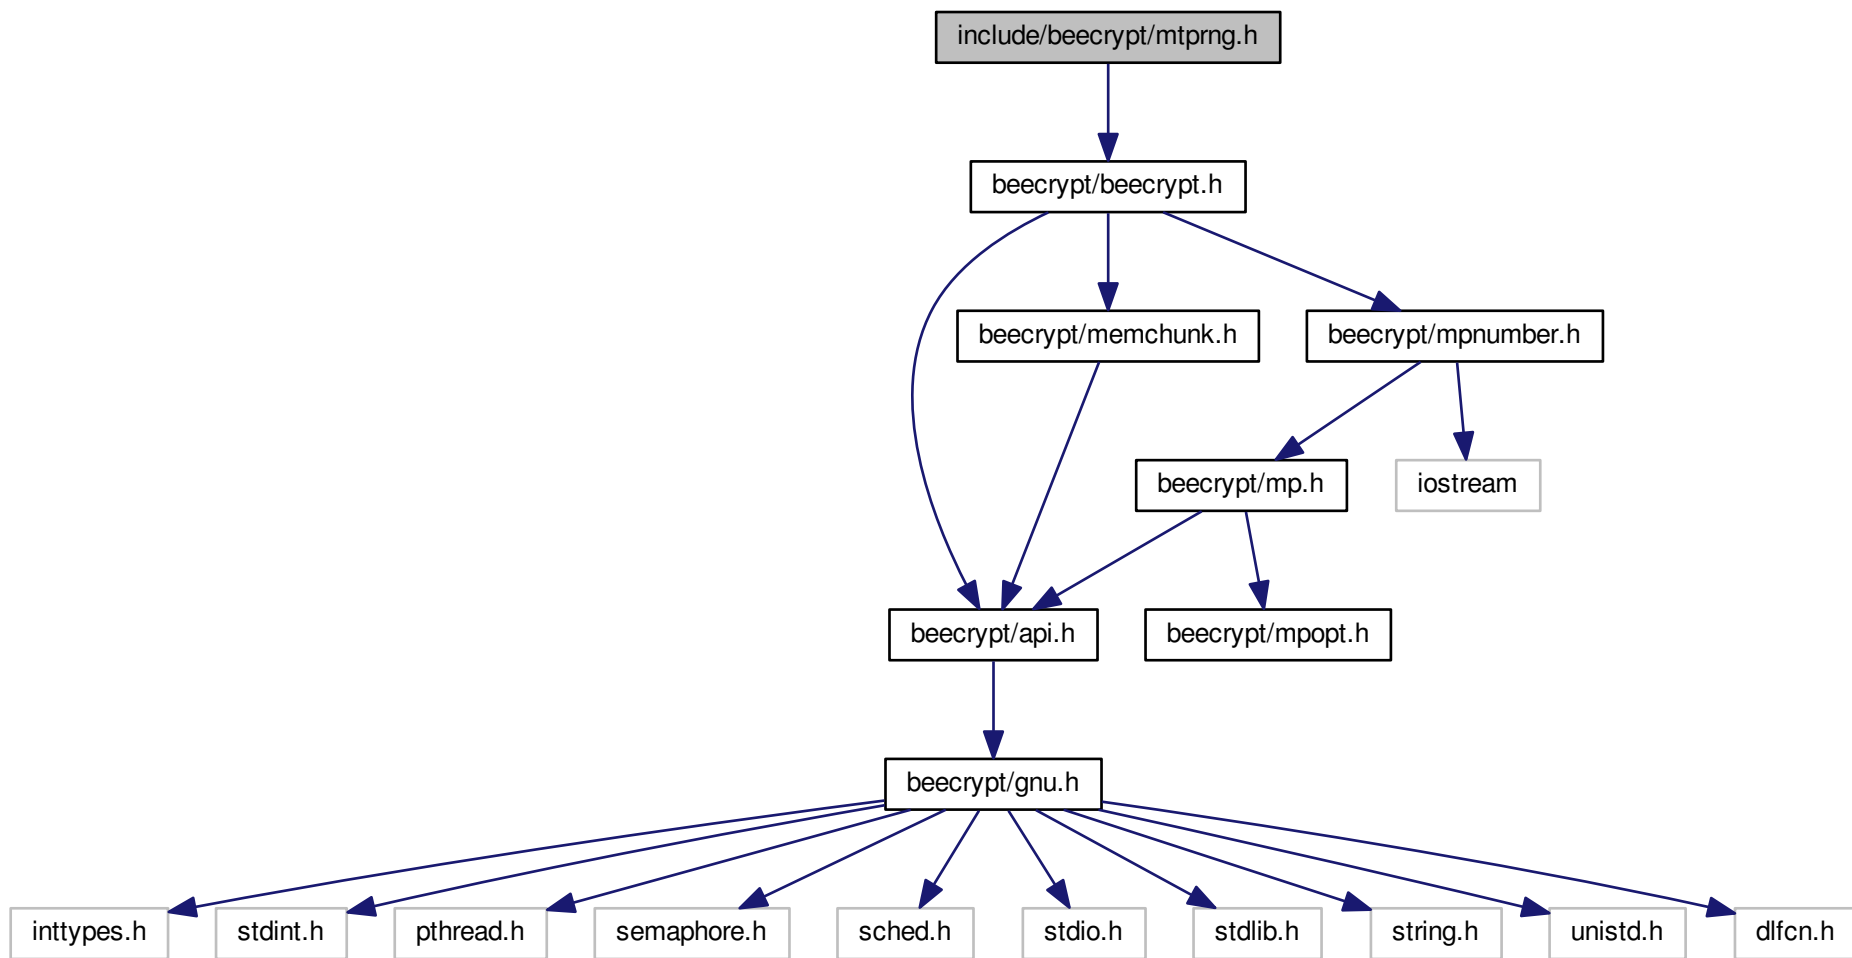 include/beecrypt/mtprng.h
beecrypt/beecrypt.h
beecrypt/memchunk.h
beecrypt/mpnumber.h
beecrypt/mp.h
iostream
beecrypt/api.h
beecrypt/mpopt.h
beecrypt/gnu.h
inttypes.h
stdint.h
pthread.h
semaphore.h
sched.h
stdio.h
stdlib.h
string.h
unistd.h
dlfcn.h